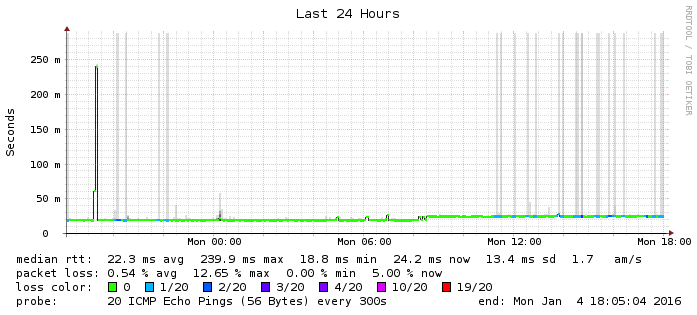 Last 24 Hours
RRDTOOL / TOBI OETIKER
Seconds
250 m
200 m
150 m
100 m
50 m
0
Mon 00:00 Mon 06:00 Mon 12:00 Mon 18:00
median rtt: 22.3 ms avg 239.9 ms max 18.8 ms min 24.2 ms now 13.4 ms sd 1.7 am/s
packet loss: 0.54 % avg 12.65 % max 0.00 % min 5.00 % now
loss color: 0 1/20 2/20 3/20 4/20 10/20 19/20
probe: 20 ICMP Echo Pings (56 Bytes) every 300s end: Mon Jan 4 18:05:04 2016